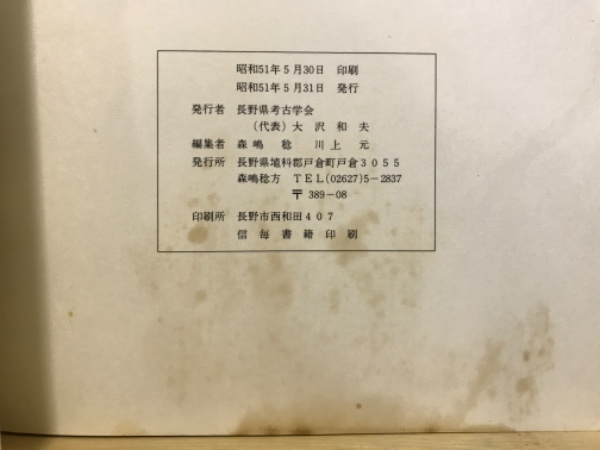 昭和51年5月30日 印刷
昭和51年5月31日 発行
発行者 長野県考古学会
(代表) 大沢和夫
編集者 森嶋稔 川上元
発行所 長野県埴科郡戸倉町戸倉3055
森嶋稔方 TEL(02627)5-2837
〒389-08
印刷所 長野市西和田407
信毎書籍印刷